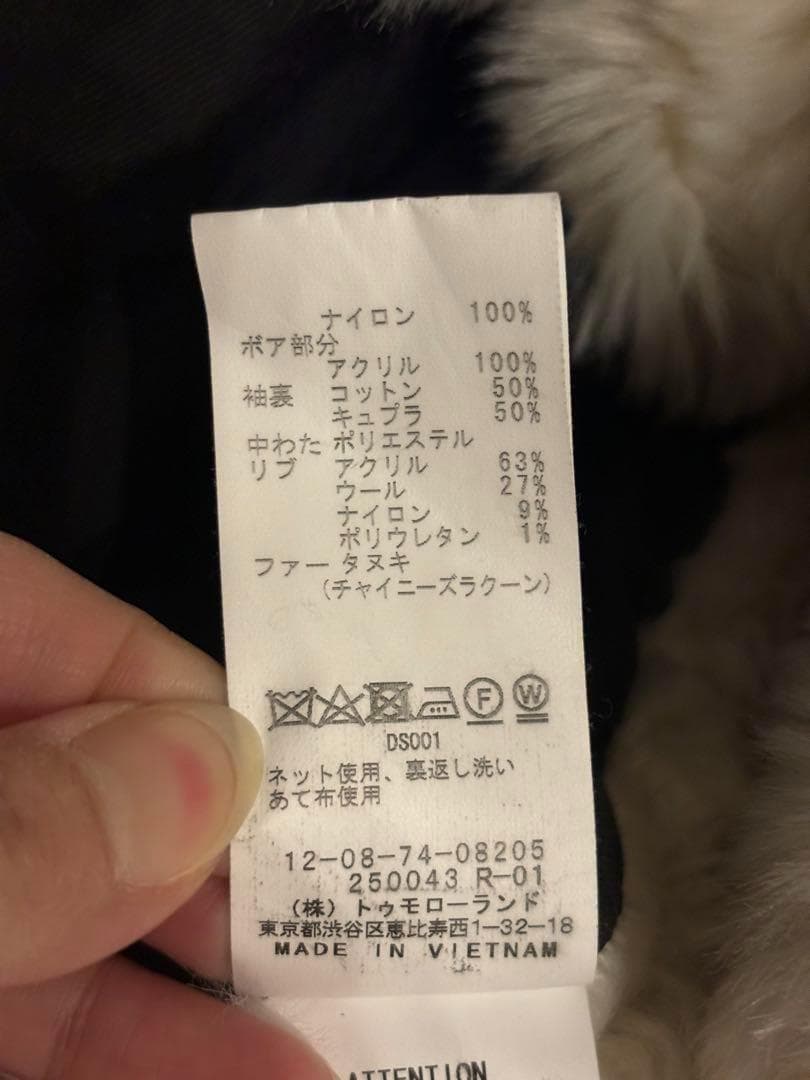 ナイロン 100%
ボア部分
アクリル 100%
袖裏 コットン 50%
キュプラ 50%
中わた ポリエステル
リブ アクリル 63%
ウール 27%
ナイロン 9%
ポリウレタン 1%
ファー タヌキ
(チャイニーズラクーン)
F W
DS001
ネット使用、裏返し洗い
あて布使用
12-08-74-08205
250043 R-01
(株)トゥモローランド
東京都渋谷区恵比寿西1-32-18
MADE IN VIETNAM
ATTENTION